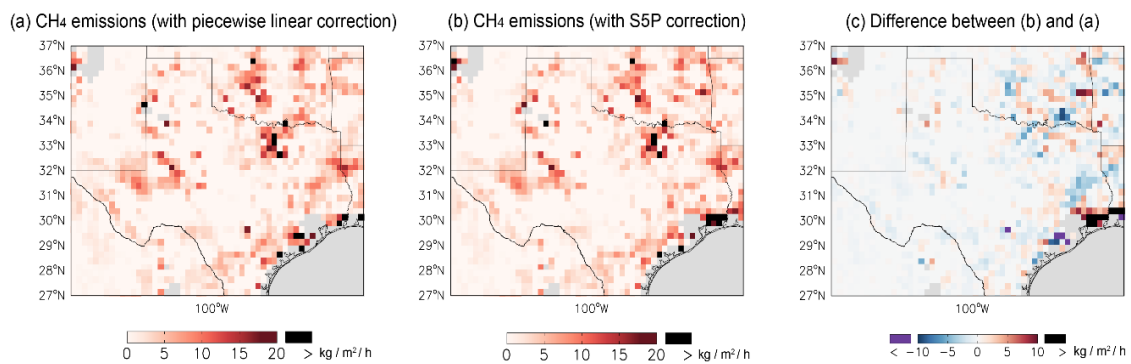 (a) CH4 emissions (with piecewise linear correction)
(b) CH4 emissions (with S5P correction)
(c) Difference between (b) and (a)
37°N
36°N
35°N
34°N
33°N
32°N
31°N
30°N
29°N
28°N
27°N
100°W
37°N
36°N
35°N
34°N
33°N
32°N
31°N
30°N
29°N
28°N
27°N
100°W
37°N
36°N
35°N
34°N
33°N
32°N
31°N
30°N
29°N
28°N
27°N
100°W
0 5 10 15 20 > kg / m² / h
0 5 10 15 20 > kg / m² / h
< −10 −5 0 5 10 > kg / m² / h